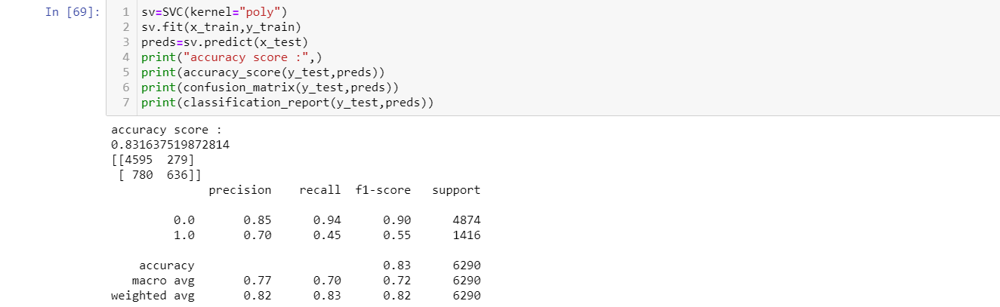 In [69]:
1 sv=SVC(kernel="poly")
2 sv.fit(x_train,y_train)
3 preds=sv.predict(x_test)
4 print("accuracy score :",)
5 print(accuracy_score(y_test,preds))
6 print(confusion_matrix(y_test,preds))
7 print(classification_report(y_test,preds))
accuracy score :
0.831637519872814
[[4595  279]
 [ 780  636]]
              precision    recall  f1-score   support
         0.0       0.85      0.94      0.90      4874
         1.0       0.70      0.45      0.55      1416
    accuracy                           0.83      6290
   macro avg       0.77      0.70      0.72      6290
weighted avg       0.82      0.83      0.82      6290